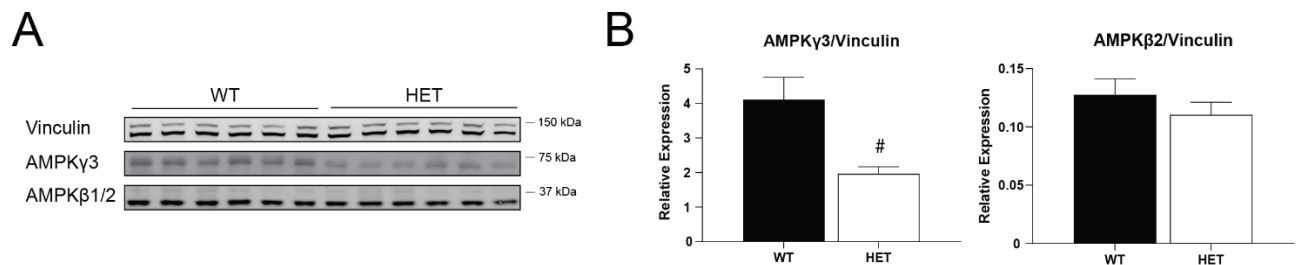 A
WT HET
Vinculin
150 kDa
AMPKγ3
75 kDa
AMPKβ1/2
37 kDa
B
AMPKγ3/Vinculin
Relative Expression
5
4
3
2
1
0
#
WT HET
AMPKβ2/Vinculin
Relative Expression
0.15
0.10
0.05
0
WT HET